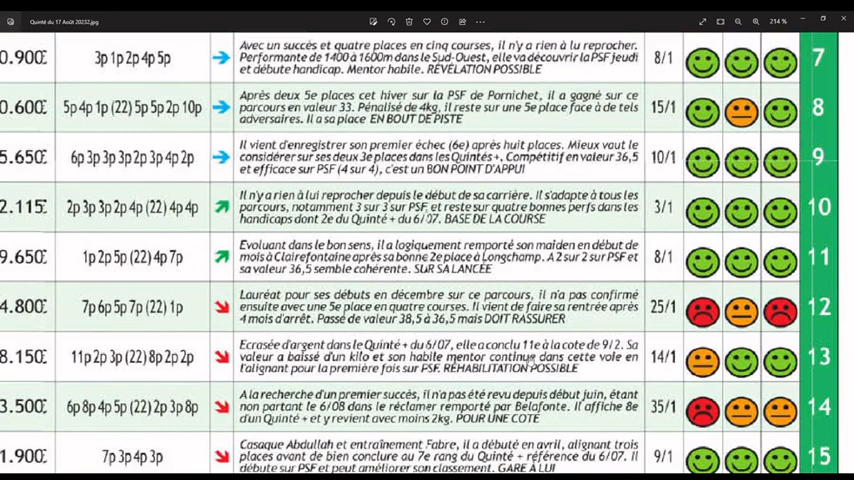 Quinté du 17 Août 20232.jpg
214 %
0.900€ 3p 1p 2p 4p 5p
Avec un succès et quatre places en cinq courses, il n'y a rien à lui reprocher.
Performante de 1400 à 1600m dans le Sud-Ouest, elle va découvrir la PSF jeudi
et débute handicap. Mentor habile. RÉVÉLATION POSSIBLE
8/1 7
0.600€ 5p 4p 1p (22) 5p 5p 2p 10p
Après deux 5e places cet hiver sur la PSF de Pornichet, il a gagné sur ce
parcours en valeur 33. Pénalisé de 4kg, il reste sur une 5e place face à de tels
adversaires. Il a sa place EN BOUT DE PISTE
15/1 8
5.650€ 6p 3p 3p 3p 2p 3p 4p 2p
Il vient d'enregistrer son premier échec (6e) après huit places. Mieux vaut le
considérer sur ses deux 3e places dans les Quintés +. Compétitif en valeur 36,5
et efficace sur PSF (4 sur 4), c'est un BON POINT D'APPUI
10/1 9
2.115€ 2p 3p 3p 2p 4p (22) 4p 4p
Il n'y a rien à lui reprocher depuis le début de sa carrière. Il s'adapte à tous les
parcours, notamment 3 sur 3 sur PSF, et reste sur quatre bonnes perfs dans les
handicaps dont 2e du Quinté + du 6/07. BASE DE LA COURSE
3/1 10
9.650€ 1p 2p 5p (22) 4p 7p
Evoluant dans le bon sens, il a logiquement remporté son maiden en début de
mois à Clairefontaine après sa bonne 2e place à Longchamp. A 2 sur 2 sur PSF et
sa valeur 36,5 semble cohérente. SUR SA LANCÉE
8/1 11
4.800€ 7p 6p 5p 7p (22) 1p
Lauréat pour ses débuts en décembre sur ce parcours, il n'a pas confirmé
ensuite avec une 5e place en quatre courses. Il vient de faire sa rentrée après
4 mois d'arrêt. Passé de valeur 38,5 à 36,5 mais DOIT RASSURER
25/1 12
8.150€ 11p 2p 3p (22) 8p 2p 2p
Ecrasée d'argent dans le Quinté + du 6/07, elle a conclu 11e à la cote de 9/2. Sa
valeur a baissé d'un kilo et son habile mentor continue dans cette voie en
l'alignant pour la première fois sur PSF. RÉHABILITATION POSSIBLE
14/1 13
3.500€ 6p 8p 4p 5p (22) 2p 3p 8p
A la recherche d'un premier succès, il n'a pas été revu depuis début juin, étant
non partant le 6/08 dans le réclamer remporté par Belafonte. Il affiche 8e
d'un Quinté + et y revient avec moins 2kg. POUR UNE COTE
35/1 14
1.900€ 7p 3p 4p 3p
Casaque Abdullah et entraînement Fabre, il a débuté en avril, alignant trois
places avant de bien conclure au 7e rang du Quinté + référence du 6/07. Il
débute sur PSF et peut améliorer son classement. GARE À LUI
9/1 15